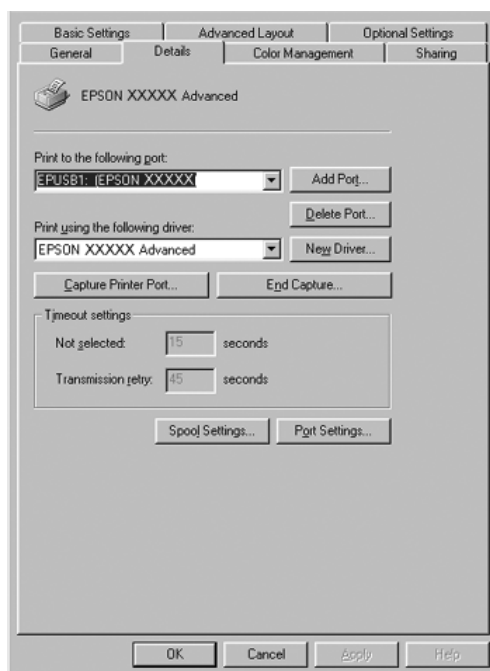 Basic Settings Advanced Layout Optional Settings
General Details Color Management Sharing
EPSON XXXXX Advanced
Print to the following port:
EPUSB1: (EPSON XXXXX Add Port...
Delete Port...
Print using the following driver:
EPSON XXXXX Advanced New Driver...
Capture Printer Port... End Capture...
Timeout settings
Not selected: 15 seconds
Transmission retry: 45 seconds
Spool Settings... Port Settings...
OK Cancel Apply Help